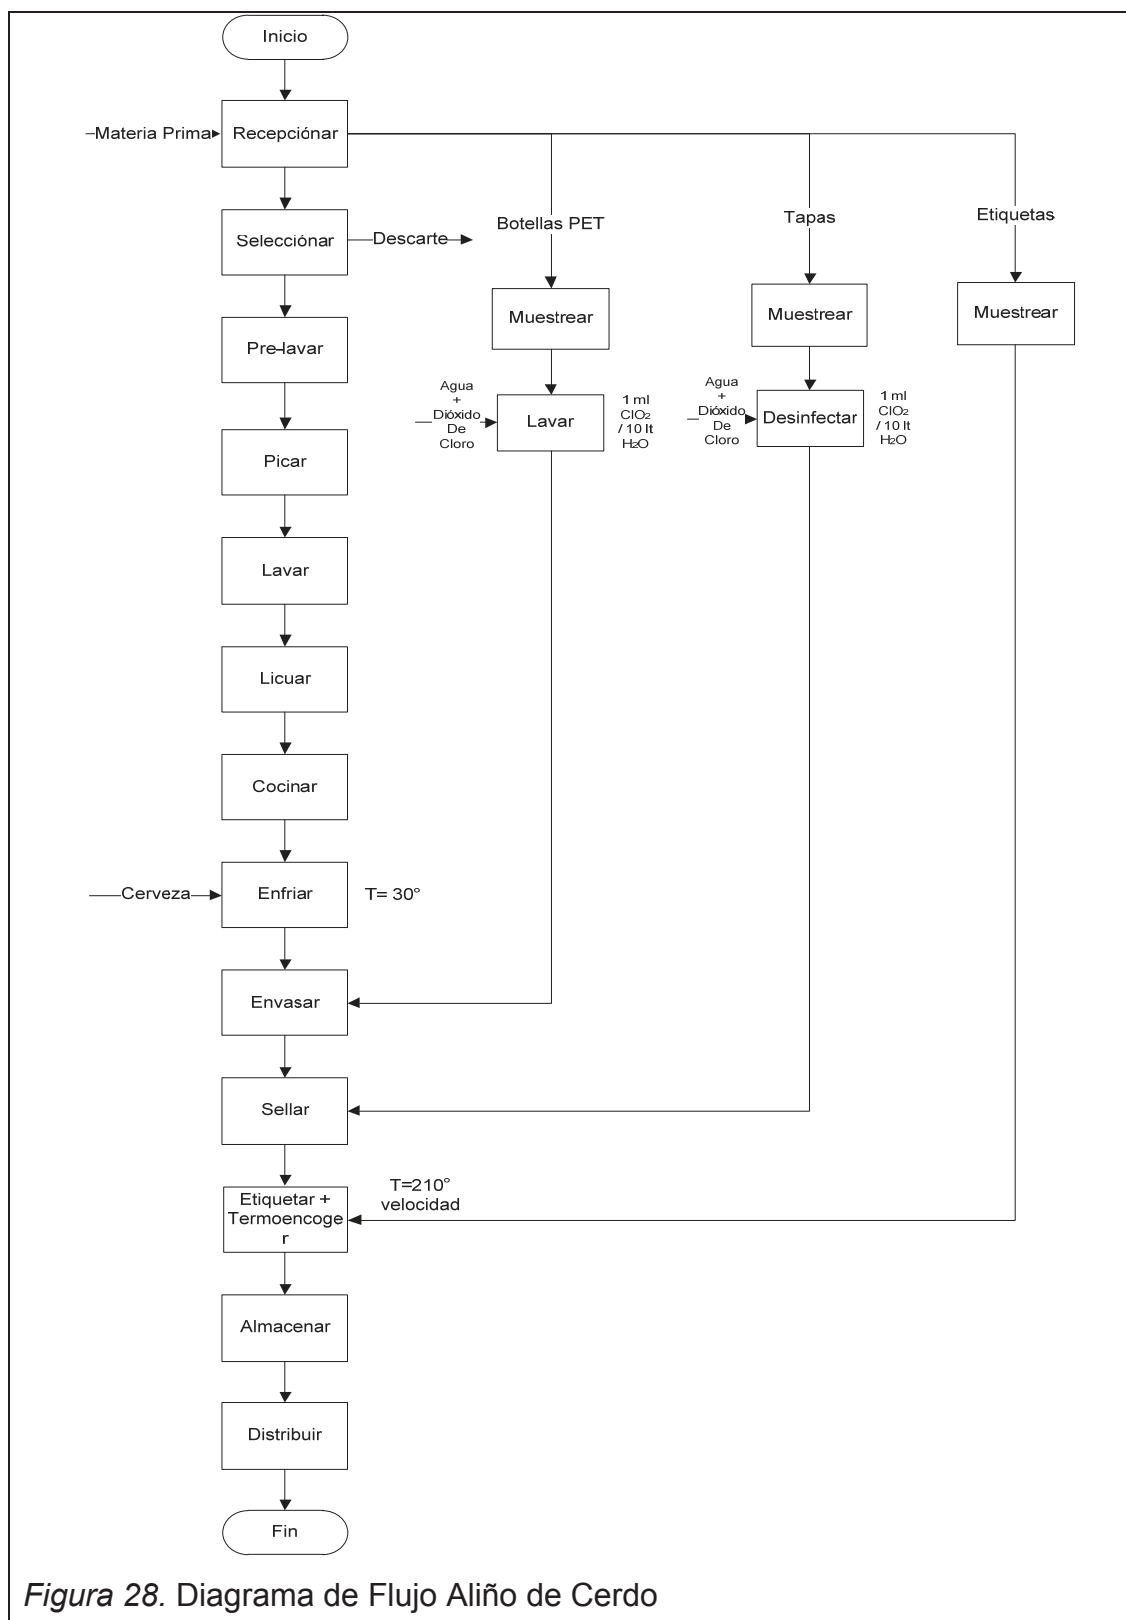 Inicio
Materia Prima
Recepciónar
Selecciónar
Descarte
Botellas PET
Tapas
Etiquetas
Muestrear
Muestrear
Muestrear
Pre-lavar
Agua
+
Dióxido
De
Cloro
Lavar
1 ml
ClO2
/ 10 lt
H2O
Agua
+
Dióxido
De
Cloro
Desinfectar
1 ml
ClO2
/ 10 lt
H2O
Picar
Lavar
Licuar
Cocinar
Cerveza
Enfriar
T= 30°
Envasar
Sellar
Etiquetar +
Termoencoge
r
T=210°
velocidad
Almacenar
Distribuir
Fin
Figura 28. Diagrama de Flujo Aliño de Cerdo